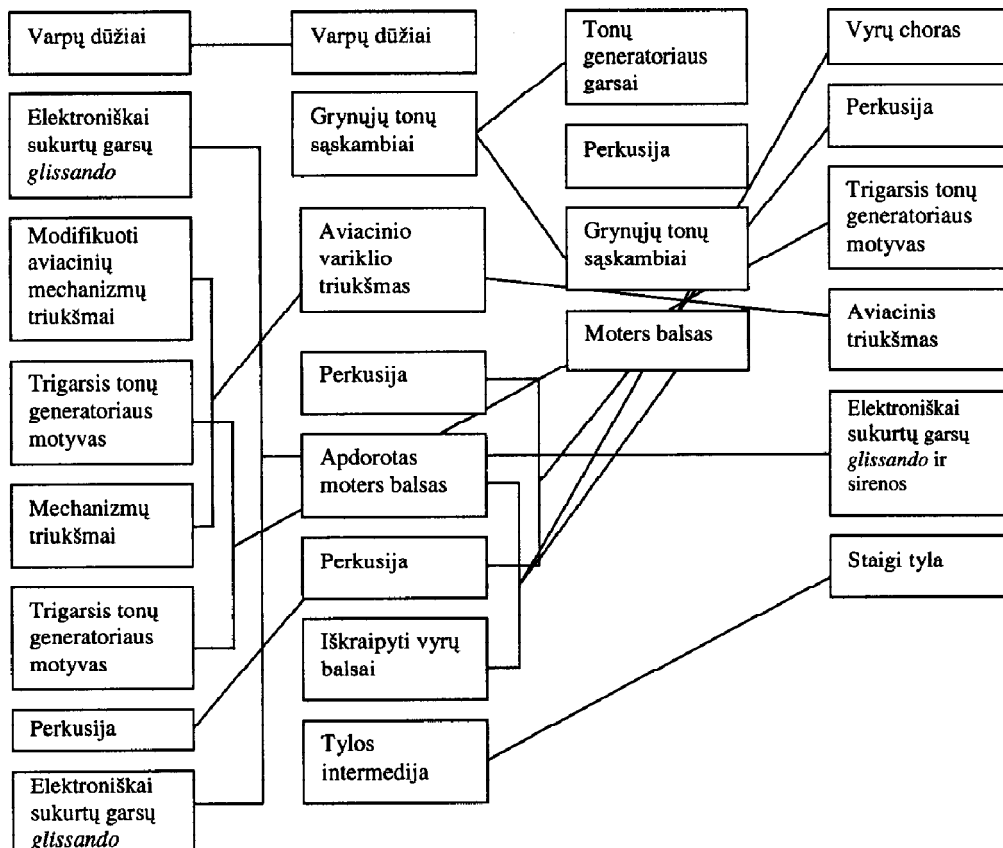 Varpų dūžiai
Elektroniškai
sukurtų garsų
glissando
Modifikuoti
aviacinių
mechanizmų
triukšmai
Trigarsis tonų
generatoriaus
motyvas
Mechanizmų
triukšmai
Trigarsis tonų
generatoriaus
motyvas
Perkusija
Elektroniškai
sukurtų garsų
glissando
Varpų dūžiai
Grynųjų tonų
sąskambiai
Aviacinio
variklio
triukšmas
Perkusija
Apdorotas
moters balsas
Perkusija
Iškraipyti vyrų
balsai
Tylos
intermedija
Tonų
generatoriaus
garsai
Perkusija
Grynųjų tonų
sąskambiai
Moters balsas
Vyrų choras
Perkusija
Trigarsis tonų
generatoriaus
motyvas
Aviacinis
triukšmas
Elektroniškai
sukurtų garsų
glissando ir
sirenos
Staigi tyla